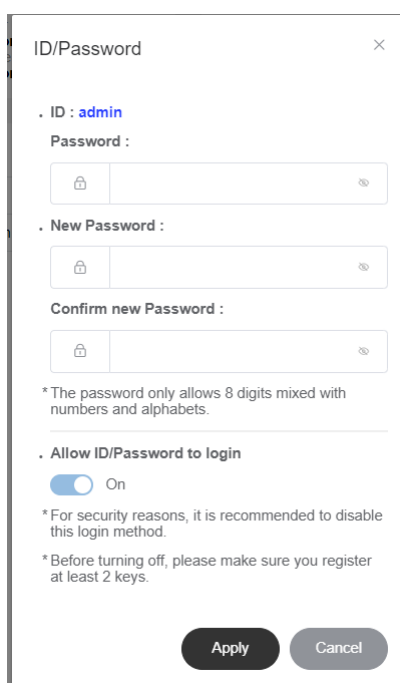 ID/Password
. ID : admin
Password :
. New Password :
Confirm new Password :
* The password only allows 8 digits mixed with
numbers and alphabets.
. Allow ID/Password to login
On
* For security reasons, it is recommended to disable
this login method.
* Before turning off, please make sure you register
at least 2 keys.
Apply Cancel